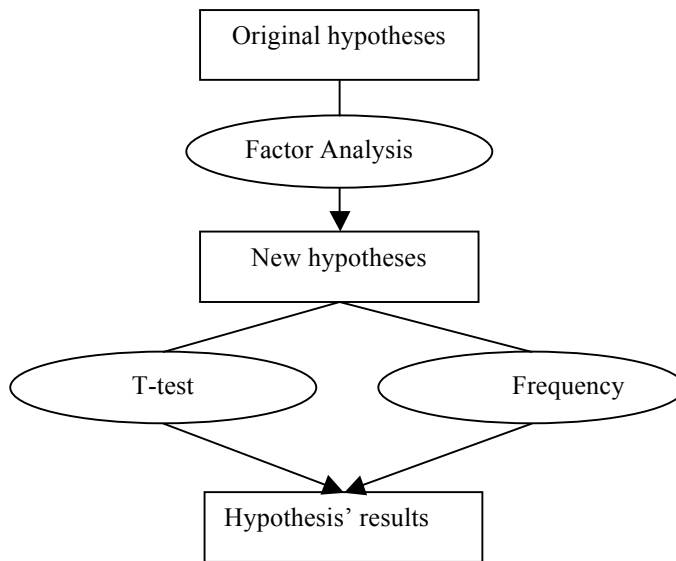 Original hypotheses
Factor Analysis
New hypotheses
T-test
Frequency
Hypothesis’ results